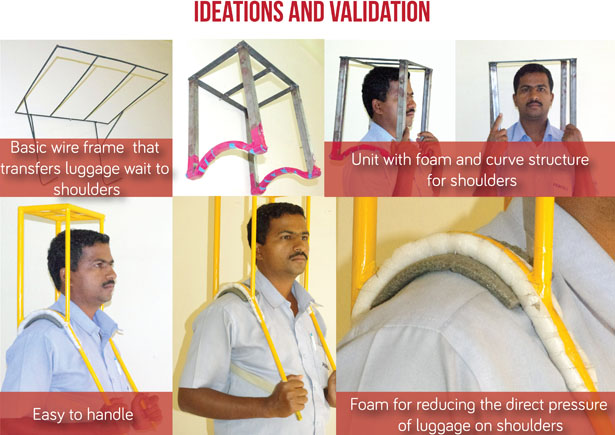 IDEATIONS AND VALIDATION
Basic wire frame that
transfers luggage wait to
shoulders
Unit with foam and curve structure
for shoulders
Easy to handle
Foam for reducing the direct pressure
of luggage on shoulders